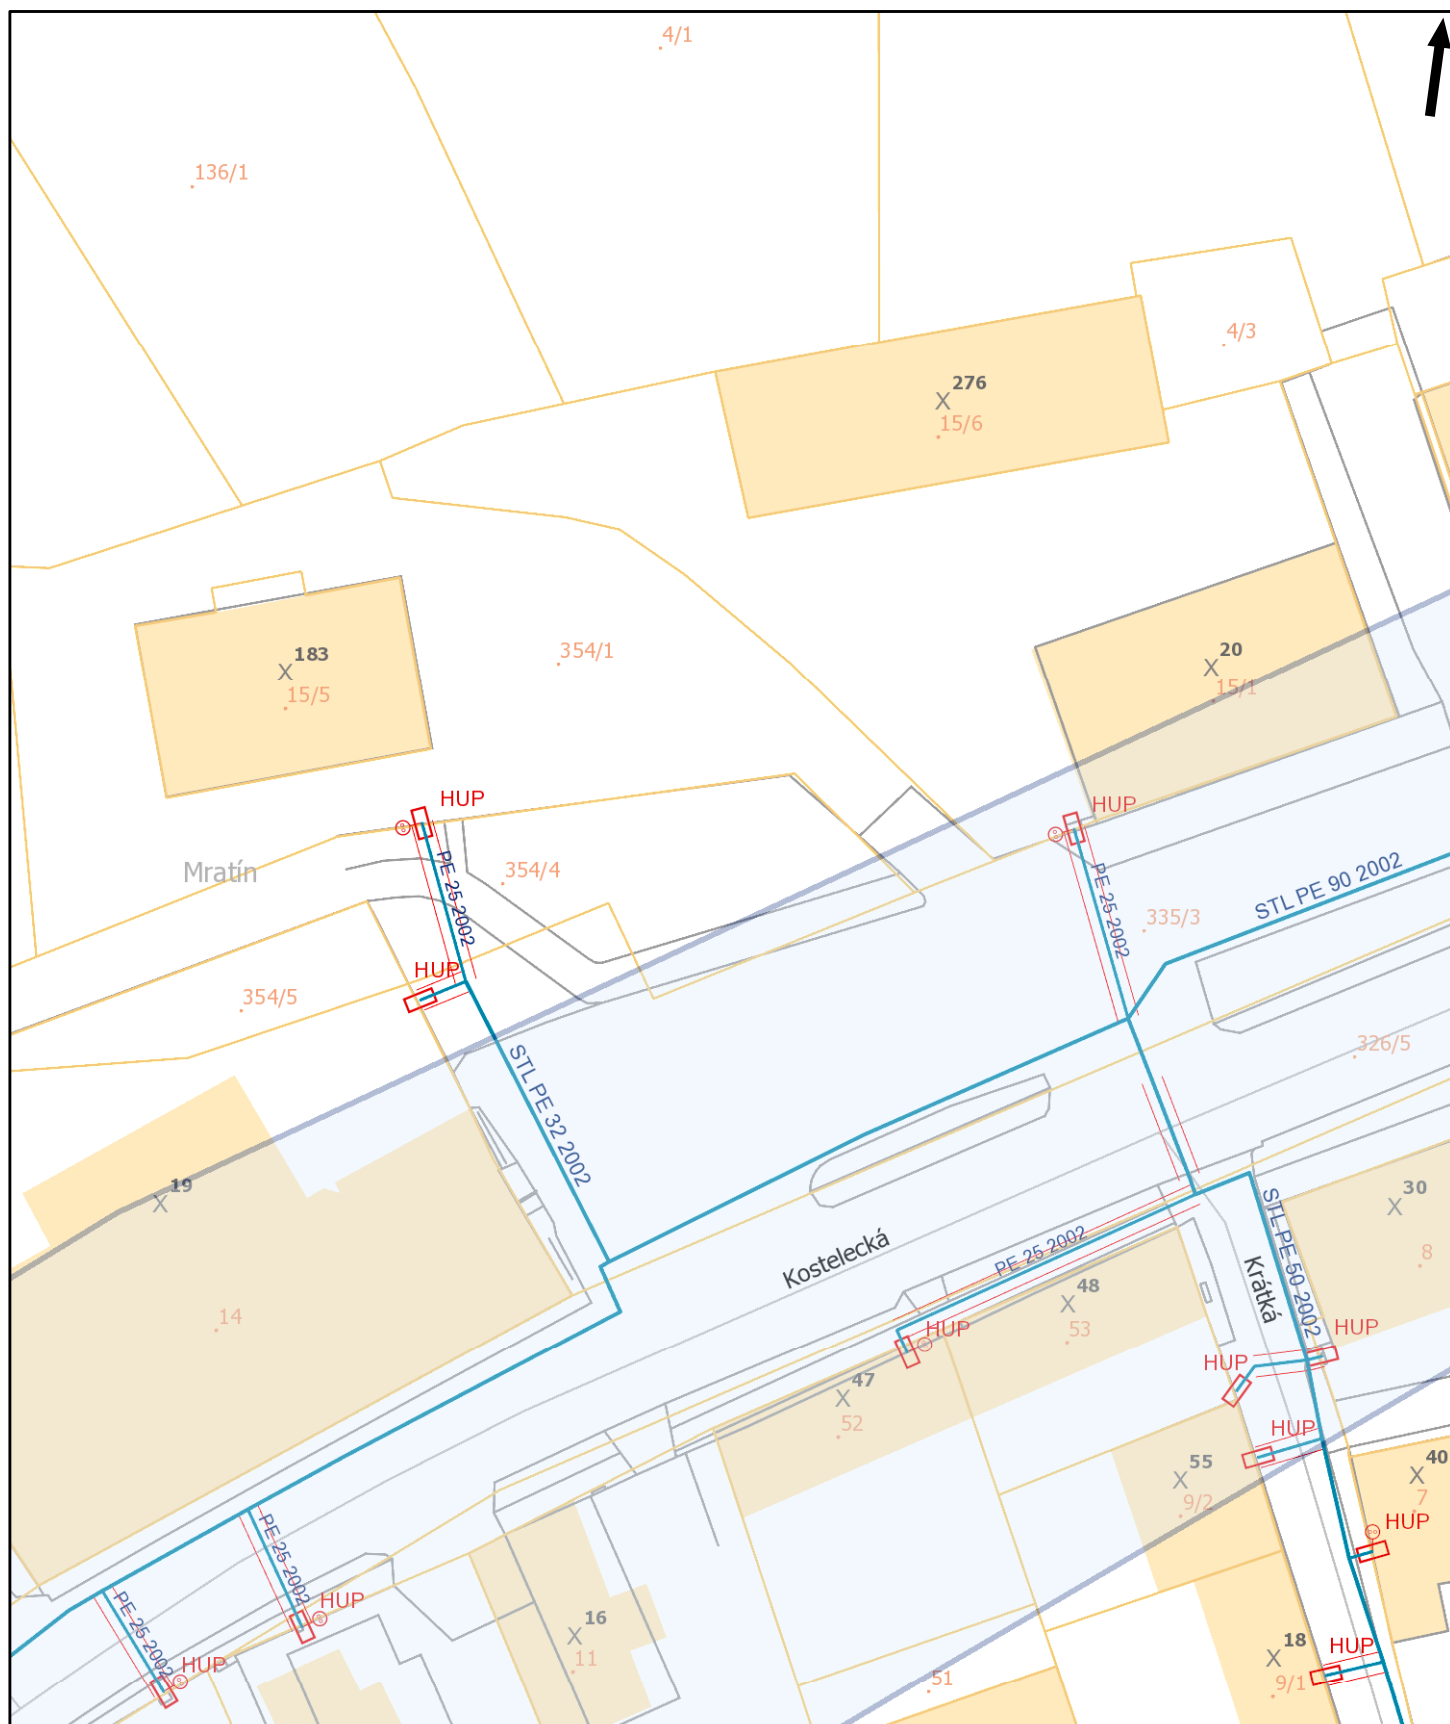 4/1
136/1
4/3
276
15/6
183
15/5
354/1
20
15/1
HUP
HUP
PE 25 2002
Mratín
354/4
PE 25 2002
STL PE 90 2002
335/3
HUP
354/5
STL PE 32 2002
326/5
19
30
STL PE 50 2002
8
Kostelecká
PE 25 2002
Krátká
48
53
14
HUP
HUP
HUP
47
52
HUP
55
9/2
40
7
HUP
PE 25 2002
HUP
PE 25 2002
HUP
16
11
18
HUP
9/1
51